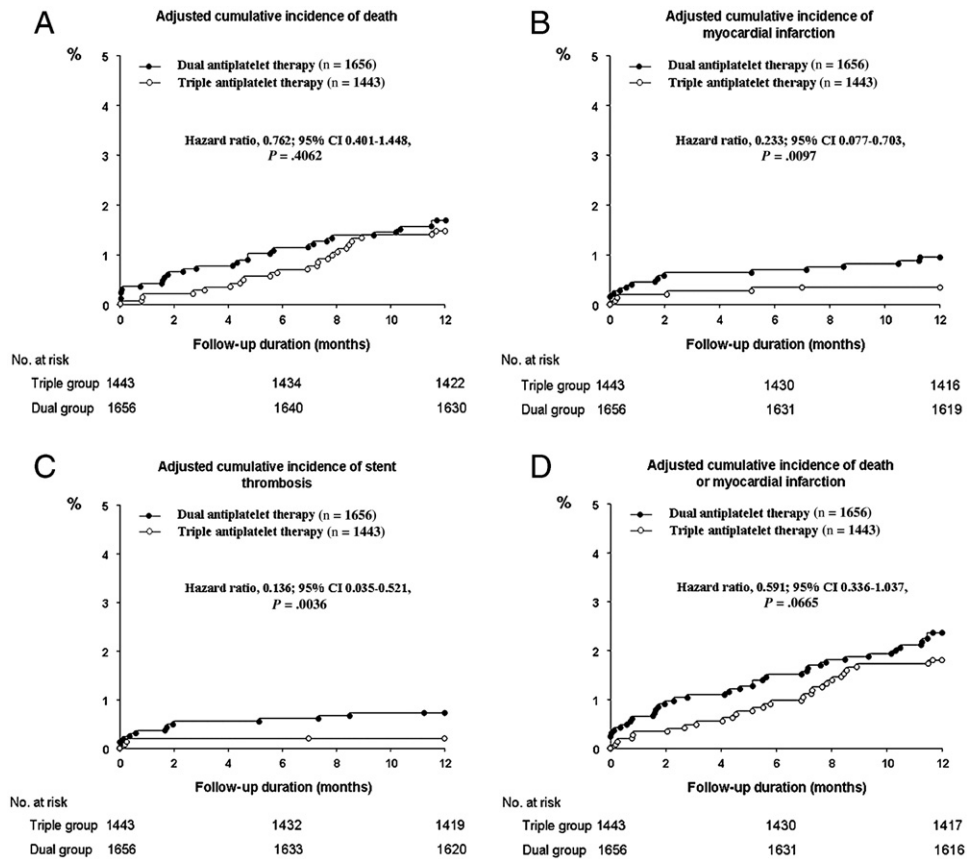 A
Adjusted cumulative incidence of death
%
5
4
3
2
1
0
Dual antiplatelet therapy (n = 1656)
Triple antiplatelet therapy (n = 1443)
Hazard ratio, 0.762; 95% CI 0.401-1.448,
P = .4062
0 2 4 6 8 10 12
Follow-up duration (months)
No. at risk
Triple group 1443 1434 1422
Dual group 1656 1640 1630
B
Adjusted cumulative incidence of
myocardial infarction
%
5
4
3
2
1
0
Dual antiplatelet therapy (n = 1656)
Triple antiplatelet therapy (n = 1443)
Hazard ratio, 0.233; 95% CI 0.077-0.703,
P = .0097
0 2 4 6 8 10 12
Follow-up duration (months)
No. at risk
Triple group 1443 1430 1416
Dual group 1656 1631 1619
C
Adjusted cumulative incidence of stent
thrombosis
%
5
4
3
2
1
0
Dual antiplatelet therapy (n = 1656)
Triple antiplatelet therapy (n = 1443)
Hazard ratio, 0.136; 95% CI 0.035-0.521,
P = .0036
0 2 4 6 8 10 12
Follow-up duration (months)
No. at risk
Triple group 1443 1432 1419
Dual group 1656 1633 1620
D
Adjusted cumulative incidence of death
or myocardial infarction
%
5
4
3
2
1
0
Dual antiplatelet therapy (n = 1656)
Triple antiplatelet therapy (n = 1443)
Hazard ratio, 0.591; 95% CI 0.336-1.037,
P = .0665
0 2 4 6 8 10 12
Follow-up duration (months)
No. at risk
Triple group 1443 1430 1417
Dual group 1656 1631 1616